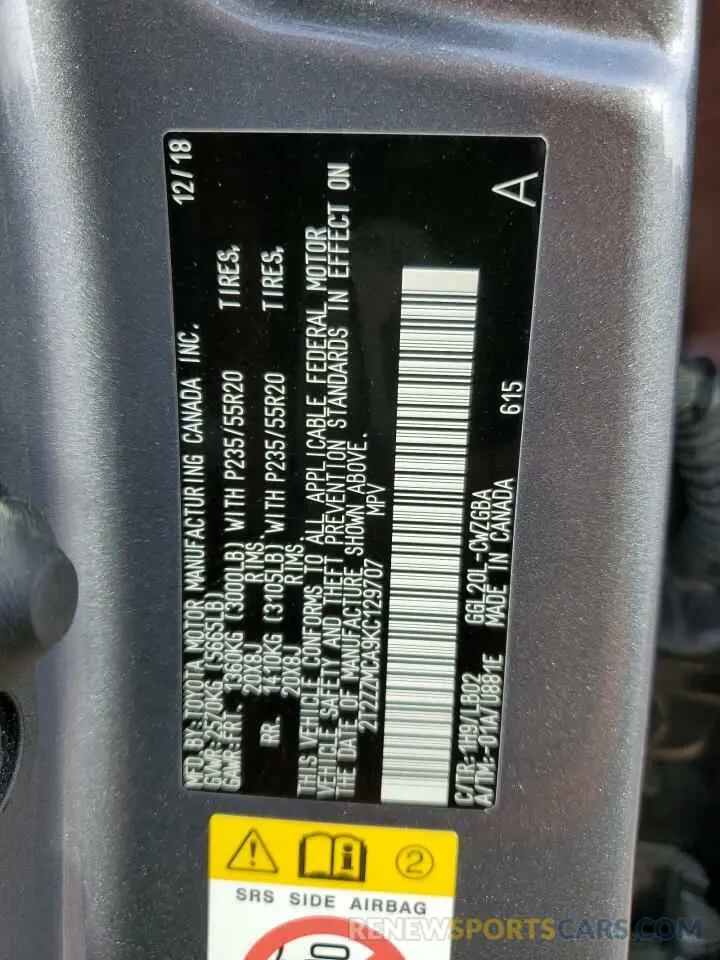 MFD.BY:TOYOTA MOTOR MANUFACTURING CANADA INC. 12/18
GVWR:2570KG (5665LB)
GAWR:FRT. 1360KG (3000LB) WITH P235/55R20 TIRES,
20X8J RIMS.
RR. 1410KG (3105LB) WITH P235/55R20 TIRES,
20X8J RIMS.
THIS VEHICLE CONFORMS TO ALL APPLICABLE FEDERAL MOTOR
VEHICLE SAFETY AND THEFT PREVENTION STANDARDS IN EFFECT ON
THE DATE OF MANUFACTURE SHOWN ABOVE.
2T2ZZMCA9KC129707 MPV
A
C/TR:1H9/LB02 GGL20L-CWZGBA
A/TM:-01A/UB81E MADE IN CANADA 615
2
SRS SIDE AIRBAG
RENEWSPORTSCARS.COM